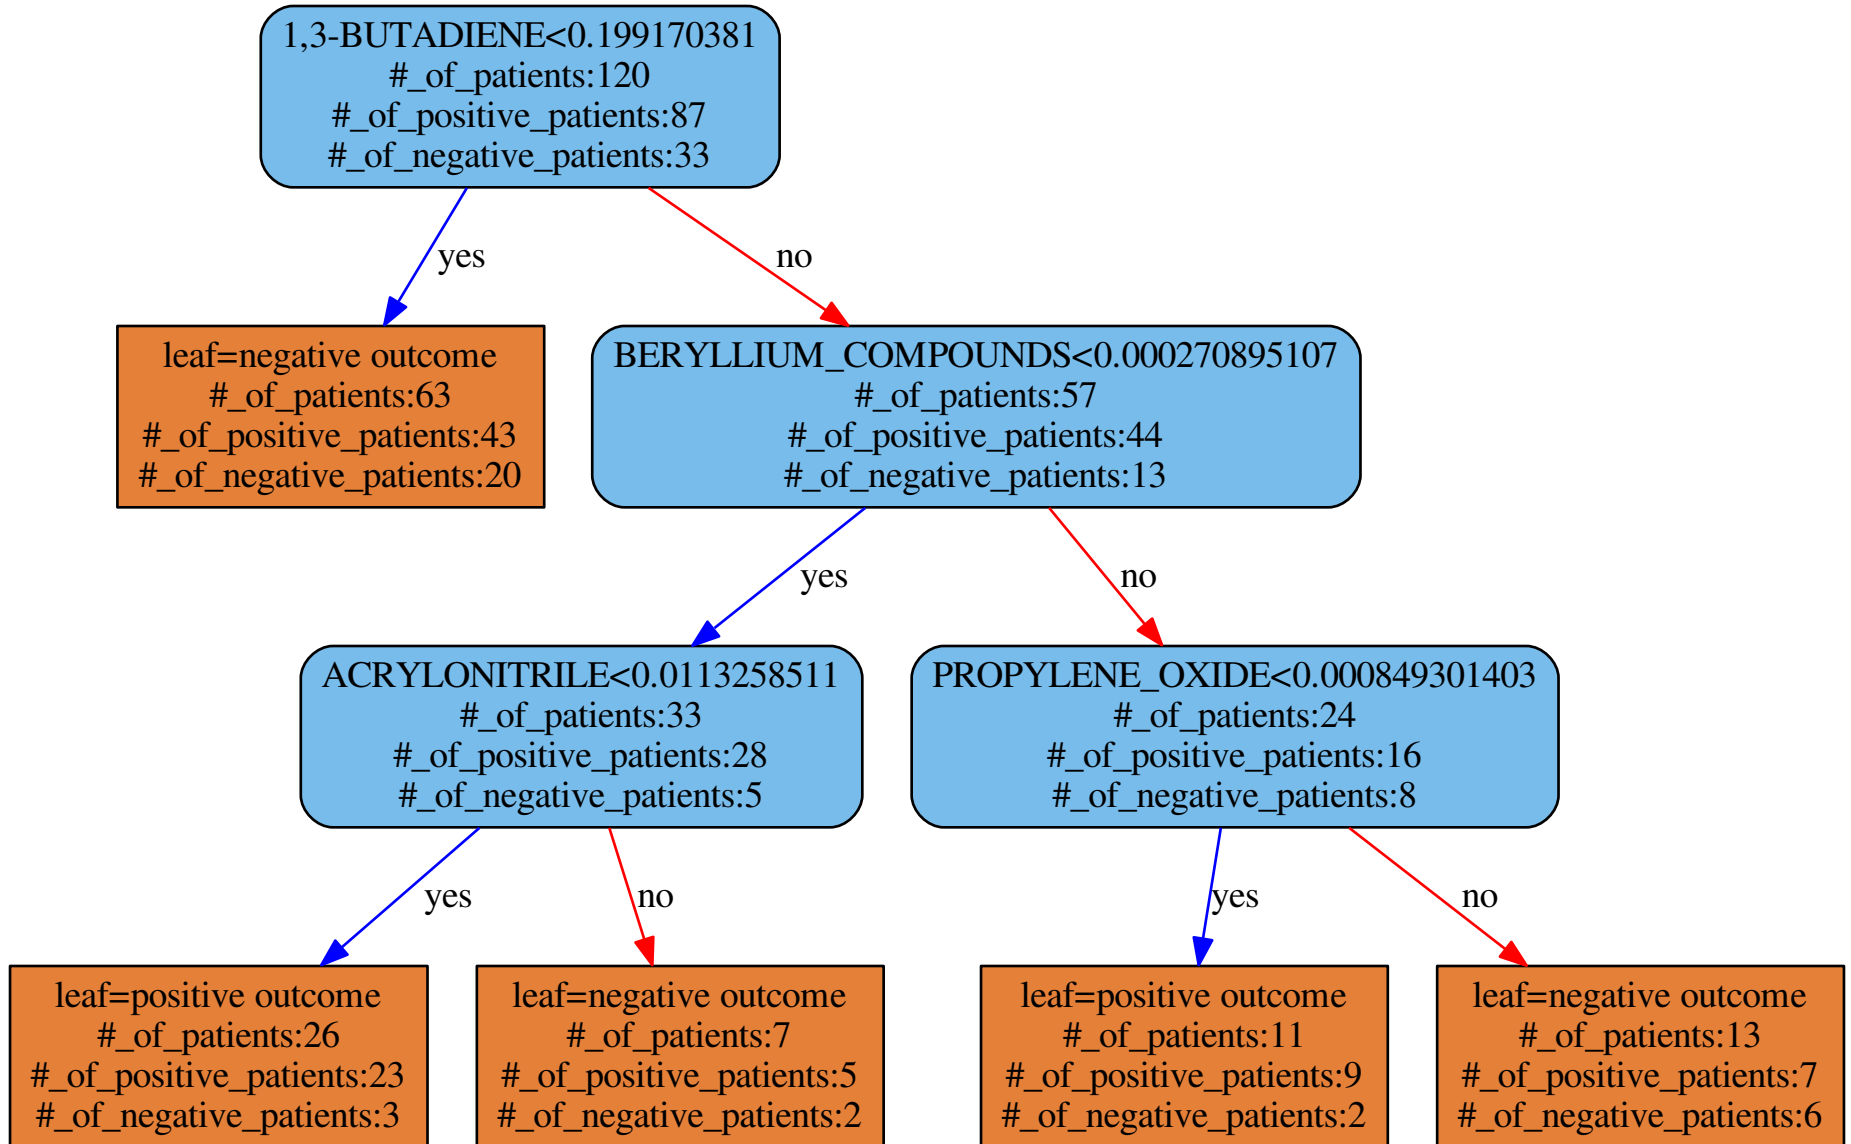 1,3-BUTADIENE<0.199170381
#_of_patients:120
#_of_positive_patients:87
#_of_negative_patients:33
yes
no
leaf=negative outcome
#_of_patients:63
#_of_positive_patients:43
#_of_negative_patients:20
BERYLLIUM_COMPOUNDS<0.000270895107
#_of_patients:57
#_of_positive_patients:44
#_of_negative_patients:13
yes
no
ACRYLONITRILE<0.0113258511
#_of_patients:33
#_of_positive_patients:28
#_of_negative_patients:5
PROPYLENE_OXIDE<0.000849301403
#_of_patients:24
#_of_positive_patients:16
#_of_negative_patients:8
yes
no
yes
no
leaf=positive outcome
#_of_patients:26
#_of_positive_patients:23
#_of_negative_patients:3
leaf=negative outcome
#_of_patients:7
#_of_positive_patients:5
#_of_negative_patients:2
leaf=positive outcome
#_of_patients:11
#_of_positive_patients:9
#_of_negative_patients:2
leaf=negative outcome
#_of_patients:13
#_of_positive_patients:7
#_of_negative_patients:6